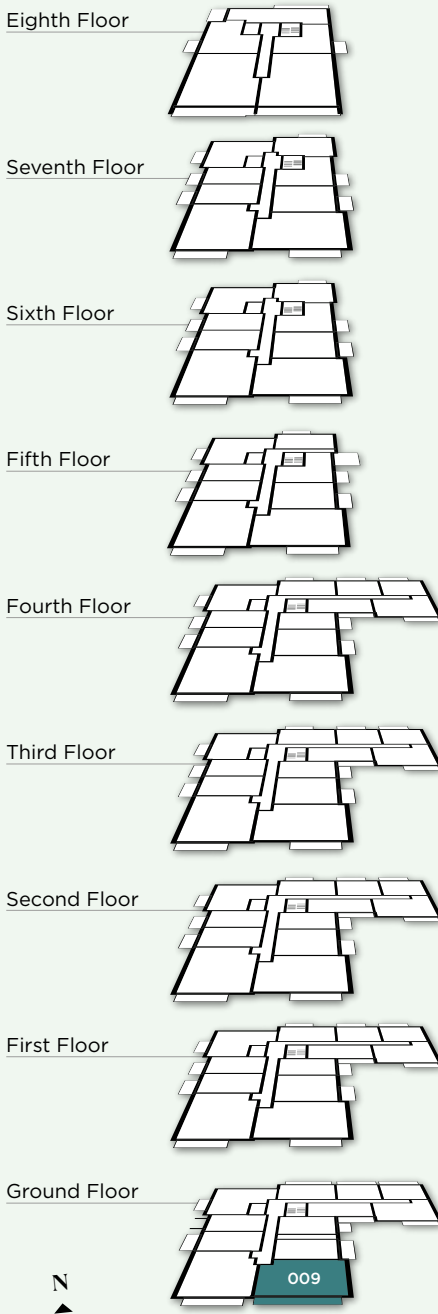 Eighth Floor
Seventh Floor
Sixth Floor
Fifth Floor
Fourth Floor
Third Floor
Second Floor
First Floor
Ground Floor
009
N